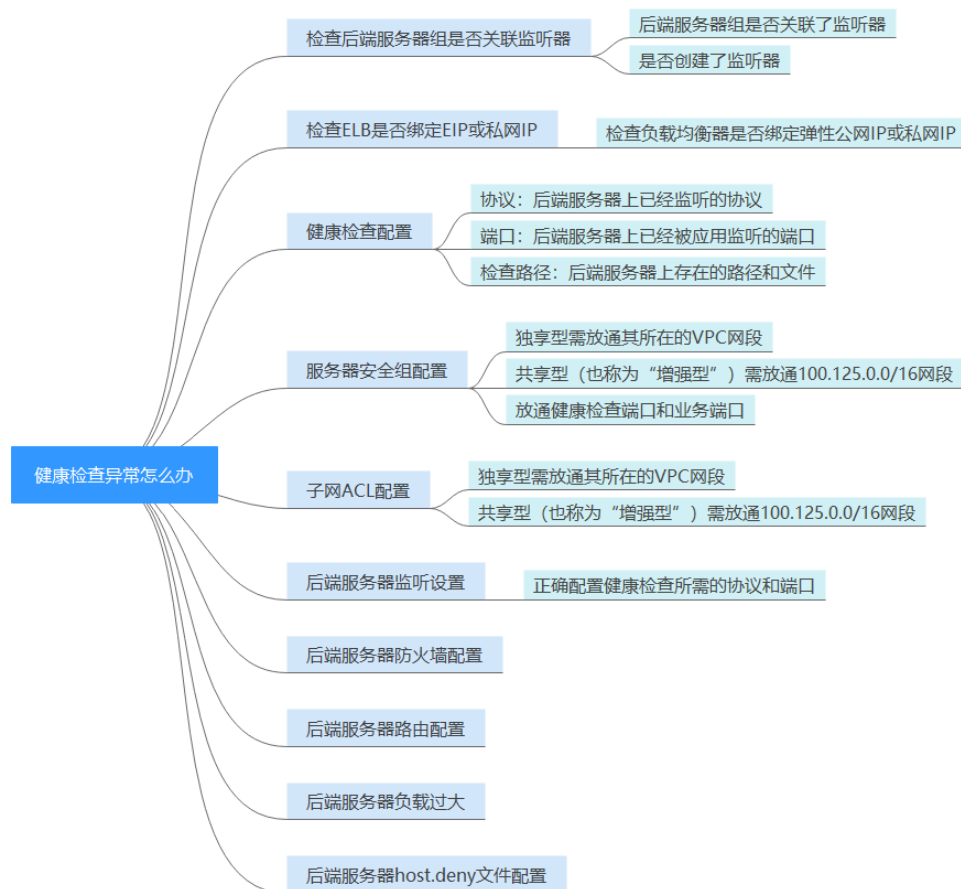 健康检查异常怎么办
检查后端服务器组是否关联监听器
后端服务器组是否关联了监听器
是否创建了监听器
检查ELB是否绑定EIP或私网IP
检查负载均衡器是否绑定弹性公网IP或私网IP
健康检查配置
协议：后端服务器上已经监听的协议
端口：后端服务器上已经被应用监听的端口
检查路径：后端服务器上存在的路径和文件
服务器安全组配置
独享型需放通其所在的VPC网段
共享型（也称为“增强型”）需放通100.125.0.0/16网段
放通健康检查端口和业务端口
子网ACL配置
独享型需放通其所在的VPC网段
共享型（也称为“增强型”）需放通100.125.0.0/16网段
后端服务器监听设置
正确配置健康检查所需的协议和端口
后端服务器防火墙配置
后端服务器路由配置
后端服务器负载过大
后端服务器host.deny文件配置